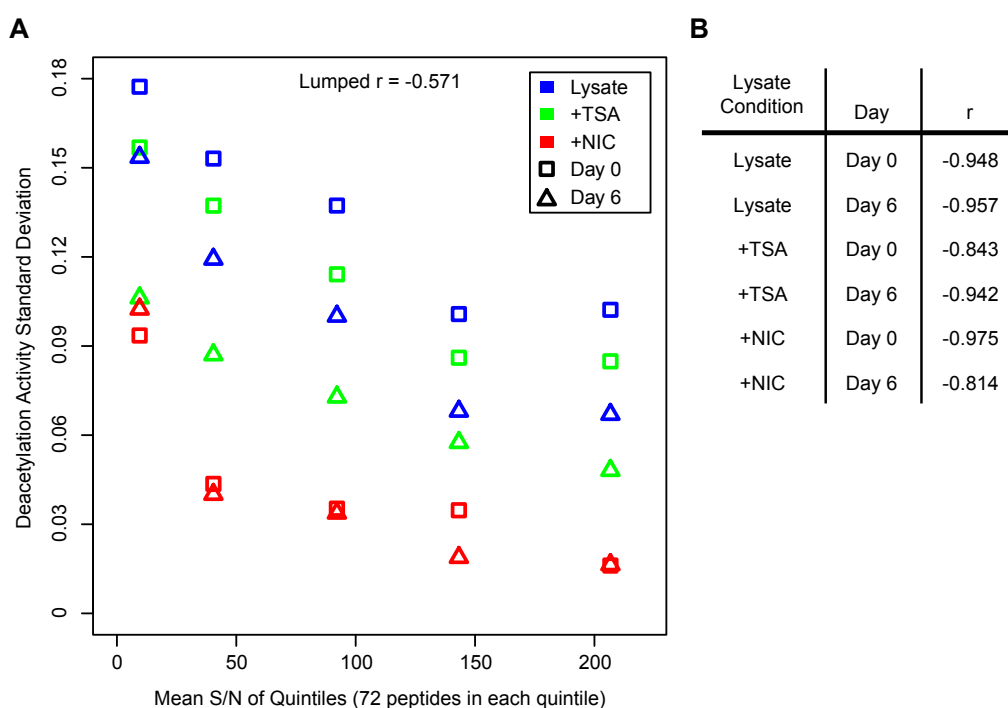 A
Lumped r = -0.571
Lysate
+TSA
+NIC
Day 0
Day 6
0.18
0.15
0.12
0.09
0.06
0.03
0
Deacetylation Activity Standard Deviation
0 50 100 150 200
Mean S/N of Quintiles (72 peptides in each quintile)
B
Lysate
Condition Day r
Lysate Day 0 -0.948
Lysate Day 6 -0.957
+TSA Day 0 -0.843
+TSA Day 6 -0.942
+NIC Day 0 -0.975
+NIC Day 6 -0.814